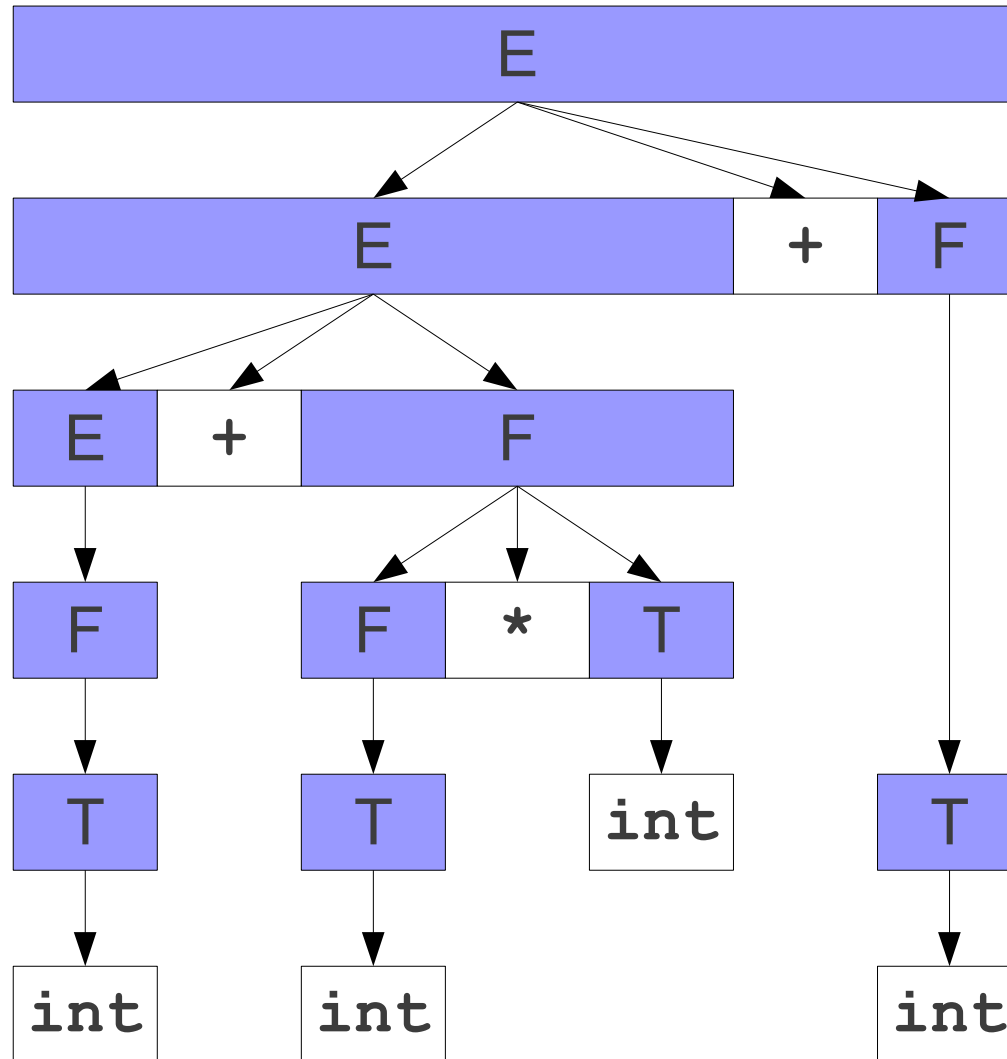 E
E + F
E + F
F F * T
T T int T
int int int